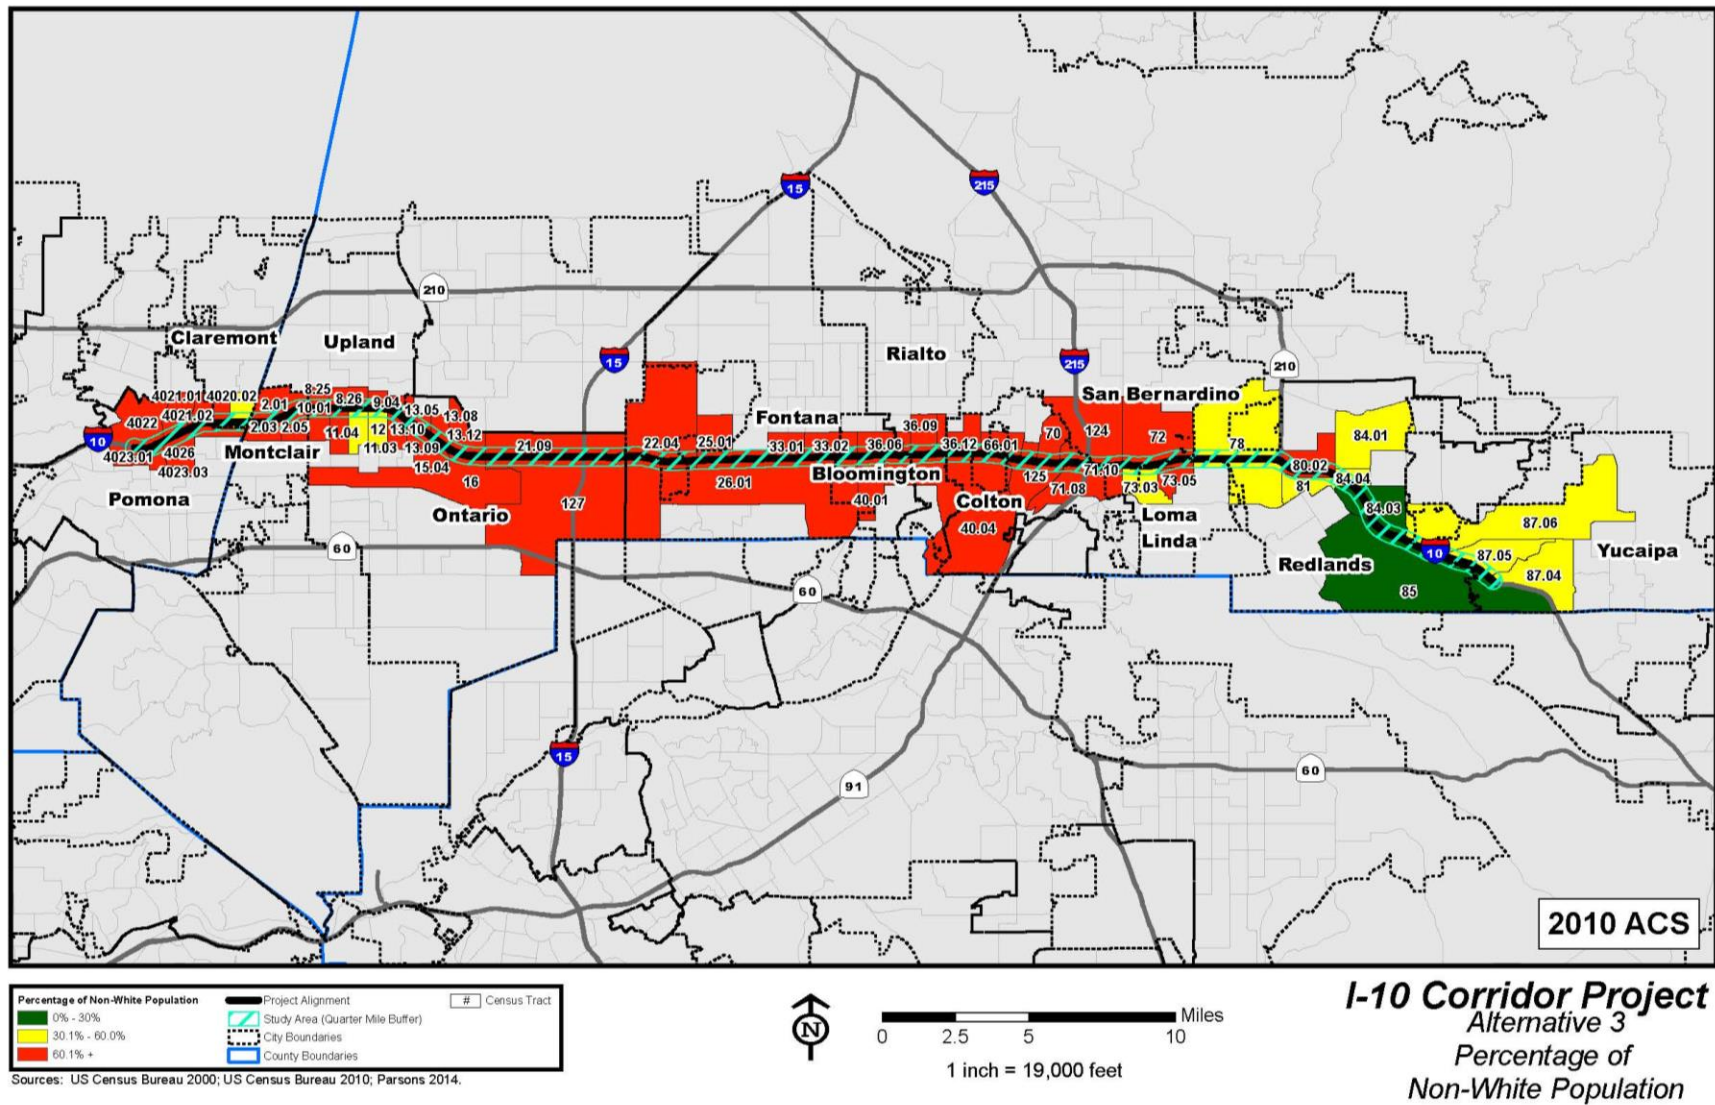 15
215
210
Claremont
Upland
15
Rialto
215
210
San Bernardino
8.25
4021.01 4020.02
2.01
8.26
9.04
10.01
13.05
13.08
4021.02
4022
2.03 2.05
12
13.10
11.04
13.12
Fontana
36.09
70
124
72
84.01
10
4023.01
4026
Montclair
11.03 13.09
21.09
22.04
25.01
33.01 33.02
36.06
36.12 66.01
78
4023.03
15.04
16
26.01
Bloomington
125
71.10
80.02
Pomona
40.01
Colton
71.08
73.03
73.05
81
84.04
Ontario
127
40.04
Loma
Linda
84.03
87.06
60
10
87.05
Yucaipa
Redlands
87.04
60
85
15
91
60
2010 ACS
Percentage of Non-White Population
0% - 30%
30.1% - 60.0%
60.1% +
Project Alignment
Study Area (Quarter Mile Buffer)
City Boundaries
County Boundaries
# Census Tract
Sources: US Census Bureau 2000; US Census Bureau 2010; Parsons 2014.
N
Miles
0 2.5 5 10
1 inch = 19,000 feet
I-10 Corridor Project
Alternative 3
Percentage of
Non-White Population